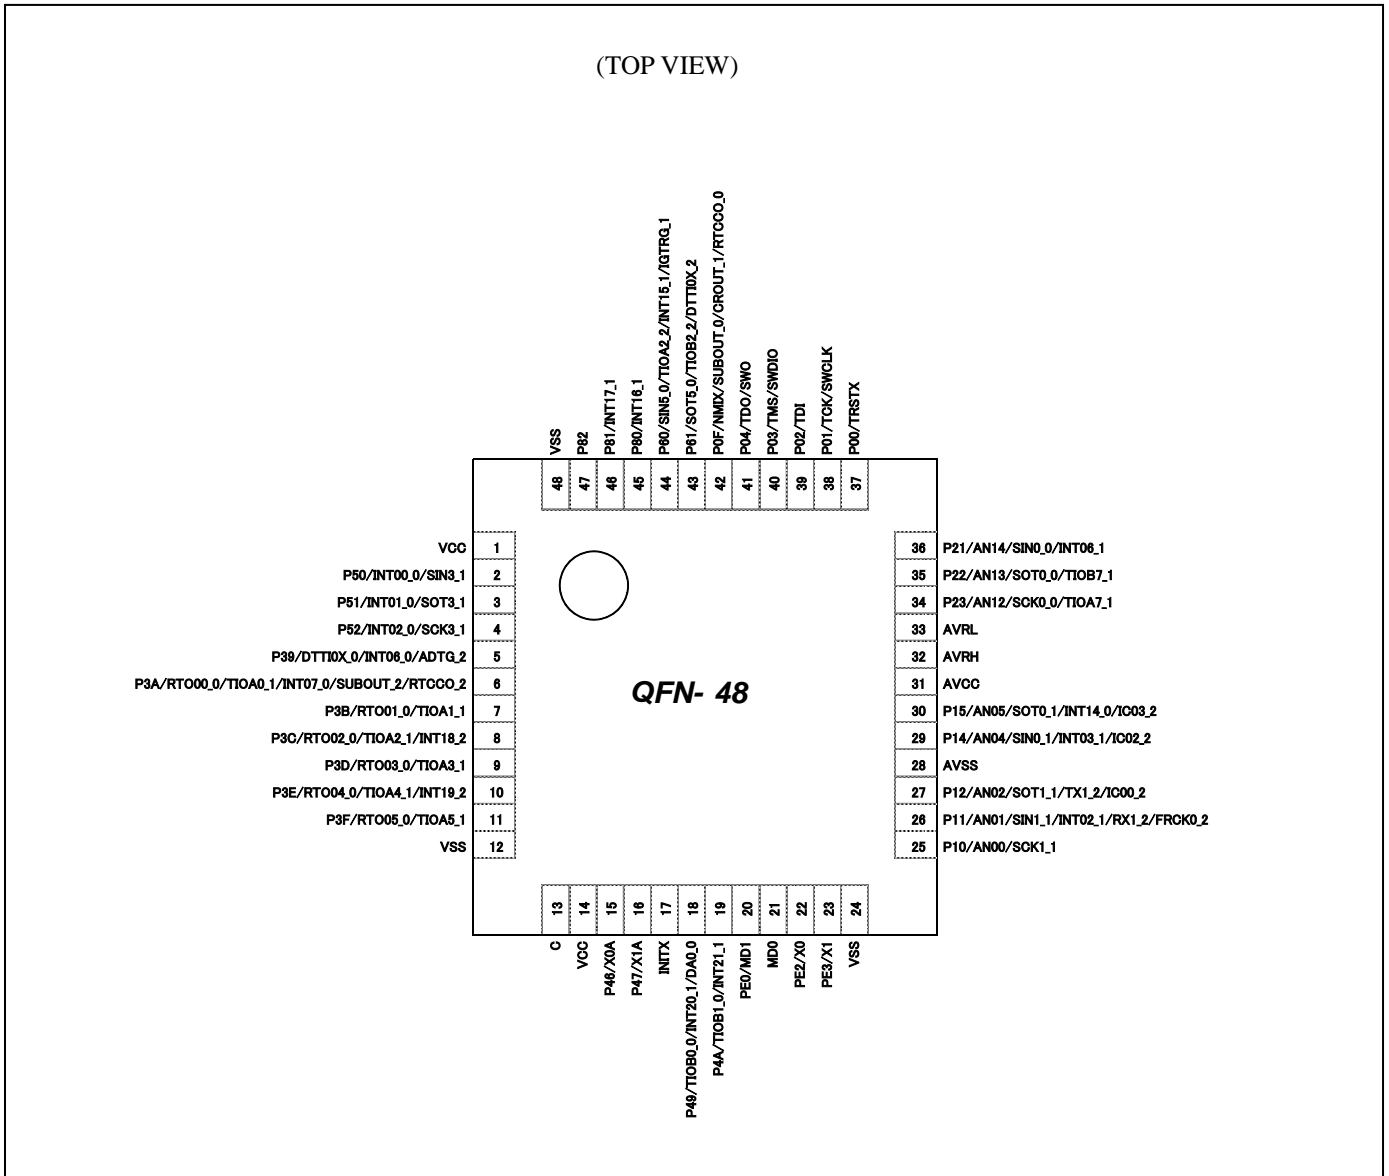 (TOP VIEW)
VSS
P82
P81/INT17_1
P80/INT16_1
P60/SIN5_0/TIOA2_2/INT15_1/IGTRG_1
P61/SOT5_0/TIOB2_2/DTTI0X_2
P0F/NMIX/SUBOUT_0/CROUT_1/RTCCO_0
P04/TDO/SWO
P03/TMS/SWDIO
P02/TDI
P01/TCK/SWCLK
P00/TRSTX
48
47
46
45
44
43
42
41
40
39
38
37
VCC 1
P50/INT00_0/SIN3_1 2
P51/INT01_0/SOT3_1 3
P52/INT02_0/SCK3_1 4
P39/DTTI0X_0/INT06_0/ADTG_2 5
P3A/RTO00_0/TIOA0_1/INT07_0/SUBOUT_2/RTCCO_2 6
P3B/RTO01_0/TIOA1_1 7
P3C/RTO02_0/TIOA2_1/INT18_2 8
P3D/RTO03_0/TIOA3_1 9
P3E/RTO04_0/TIOA4_1/INT19_2 10
P3F/RTO05_0/TIOA5_1 11
VSS 12
QFN- 48
36 P21/AN14/SIN0_0/INT06_1
35 P22/AN13/SOT0_0/TIOB7_1
34 P23/AN12/SCK0_0/TIOA7_1
33 AVRL
32 AVRH
31 AVCC
30 P15/AN05/SOT0_1/INT14_0/IC03_2
29 P14/AN04/SIN0_1/INT03_1/IC02_2
28 AVSS
27 P12/AN02/SOT1_1/TX1_2/IC00_2
26 P11/AN01/SIN1_1/INT02_1/RX1_2/FRCK0_2
25 P10/AN00/SCK1_1
13
14
15
16
17
18
19
20
21
22
23
24
C
VCC
P46/X0A
P47/X1A
INITX
P49/TIOB0_0/INT20_1/DA0_0
P4A/TIOB1_0/INT21_1
PE0/MD1
MD0
PE2/X0
PE3/X1
VSS